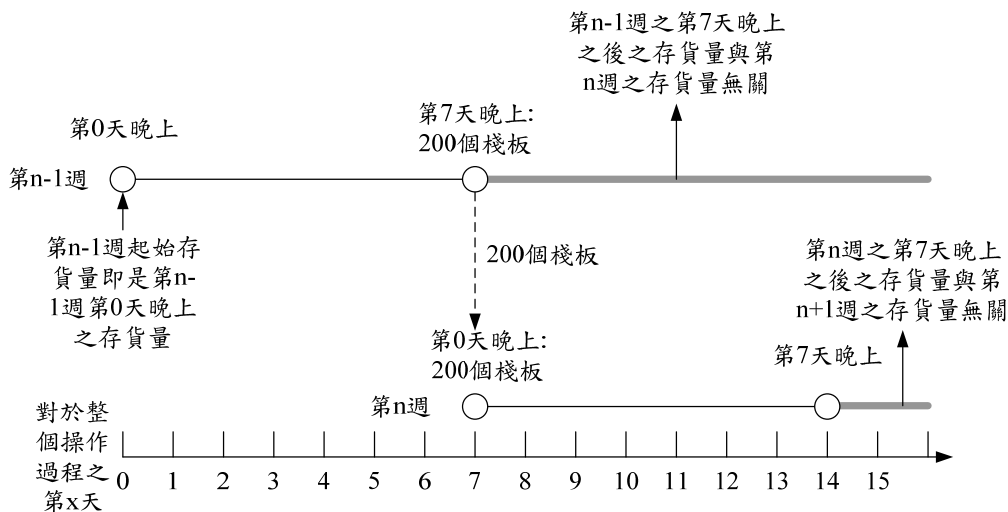 第n-1週之第7天晚上
之後之存貨量與第
n週之存貨量無關
第0天晚上
第7天晚上:
200個棧板
第n-1週
第n-1週起始存
貨量即是第n-
1週第0天晚上
之存貨量
200個棧板
第n週之第7天晚上
之後之存貨量與第
n+1週之存貨量無關
第0天晚上:
200個棧板
第7天晚上
第n週
對於整
個操作
過程之
第x天
0 1 2 3 4 5 6 7 8 9 10 11 12 13 14 15